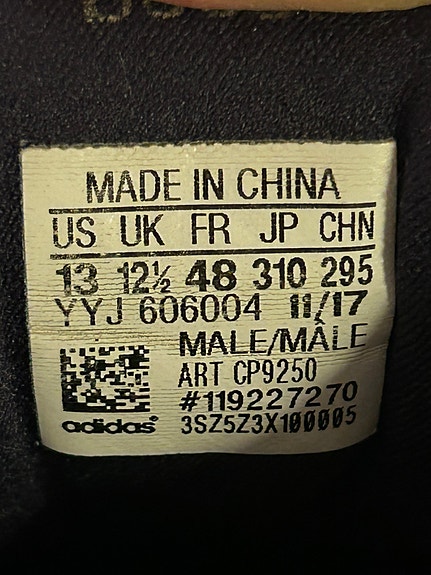 MADE IN CHINA
US UK FR JP CHN
13 12½ 48 310 295
YYJ 606004 11/17
MALE/MÂLE
ART CP9250
#119227270
adidas® 3SZ5Z3X100005